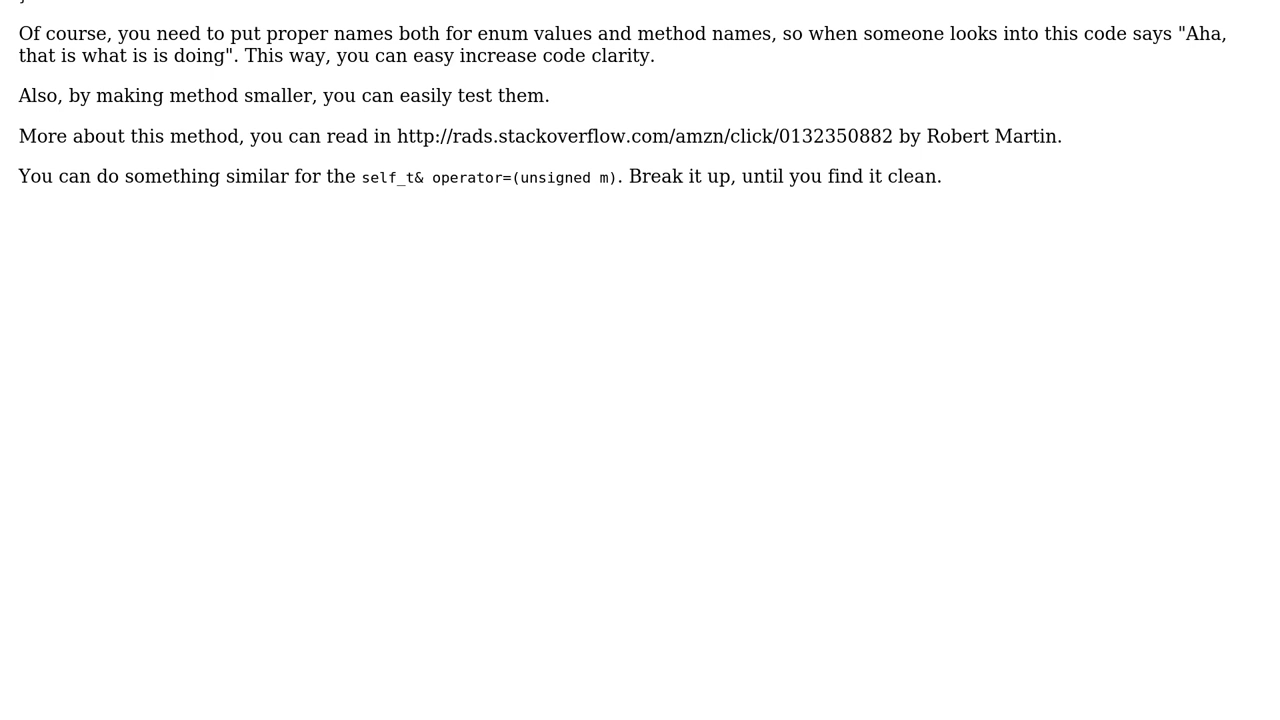 Of course, you need to put proper names both for enum values and method names, so when someone looks into this code says "Aha,
that is what is is doing". This way, you can easy increase code clarity.
Also, by making method smaller, you can easily test them.
More about this method, you can read in http://rads.stackoverflow.com/amzn/click/0132350882 by Robert Martin.
You can do something similar for the self_t& operator=(unsigned m). Break it up, until you find it clean.